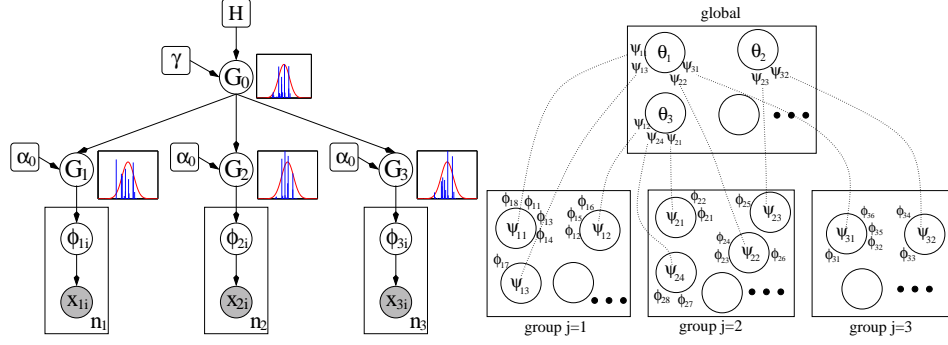 H
γ
G₀
α₀
α₀
α₀
G₁
G₂
G₃
ϕ₁ᵢ
ϕ₂ᵢ
ϕ₃ᵢ
x₁ᵢ
x₂ᵢ
x₃ᵢ
n₁
n₂
n₃
global
ψ₁₁
θ₁
ψ₁₃
ψ₃₁
ψ₂₂
θ₂
ψ₂₃
ψ₃₂
θ₃
ψ₁₂
ψ₂₄
ψ₂₁
ϕ₁₈
ϕ₁₁
ϕ₁₃
ϕ₁₄
ψ₁₁
ϕ₁₆
ϕ₁₅
ϕ₁₂
ψ₁₂
ϕ₁₇
ψ₁₃
group j=1
ϕ₂₂
ϕ₂₁
ψ₂₁
ϕ₂₅
ψ₂₃
ϕ₂₄
ϕ₂₃
ψ₂₂
ϕ₂₆
ψ₂₄
ϕ₂₈
ϕ₂₇
group j=2
ϕ₃₆
ϕ₃₅
ϕ₃₂
ψ₃₁
ϕ₃₁
ϕ₃₄
ψ₃₂
ϕ₃₃
group j=3